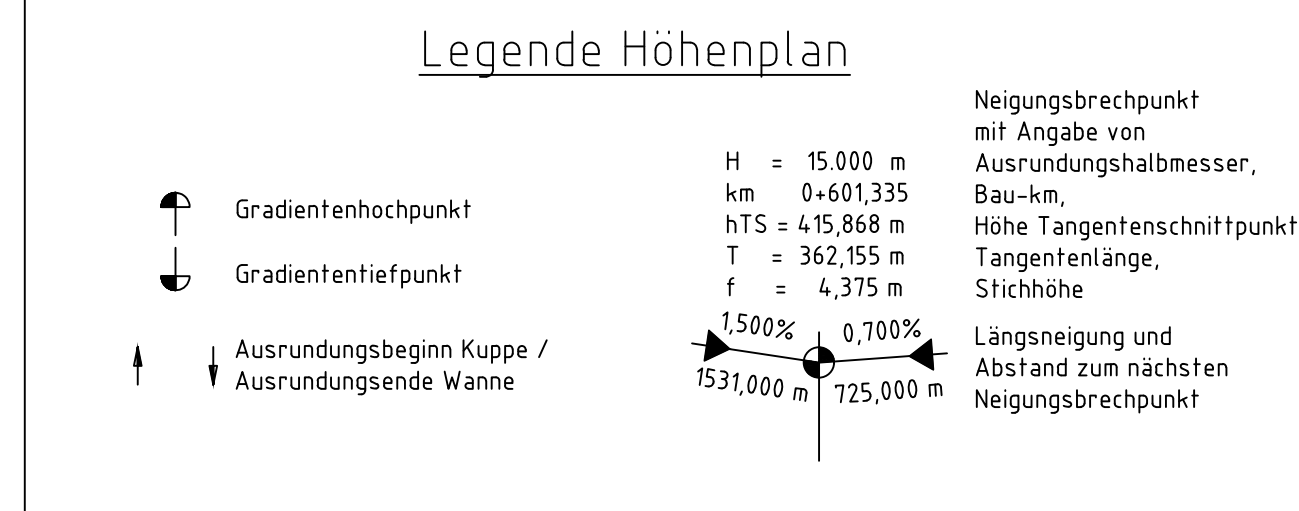 Legende Höhenplan
Gradientenhochpunkt
Gradiententiefpunkt
Ausrundungsbeginn Kuppe /
Ausrundungsende Wanne
H = 15.000 m
km 0+601,335
hTS = 415,868 m
T = 362,155 m
f = 4,375 m
Neigungsbrechpunkt
mit Angabe von
Ausrundungshalbmesser,
Bau-km,
Höhe Tangentenschnittpunkt
Tangentenlänge,
Stichhöhe
1,500% 0,700%
1531,000 m 725,000 m
Längsneigung und
Abstand zum nächsten
Neigungsbrechpunkt